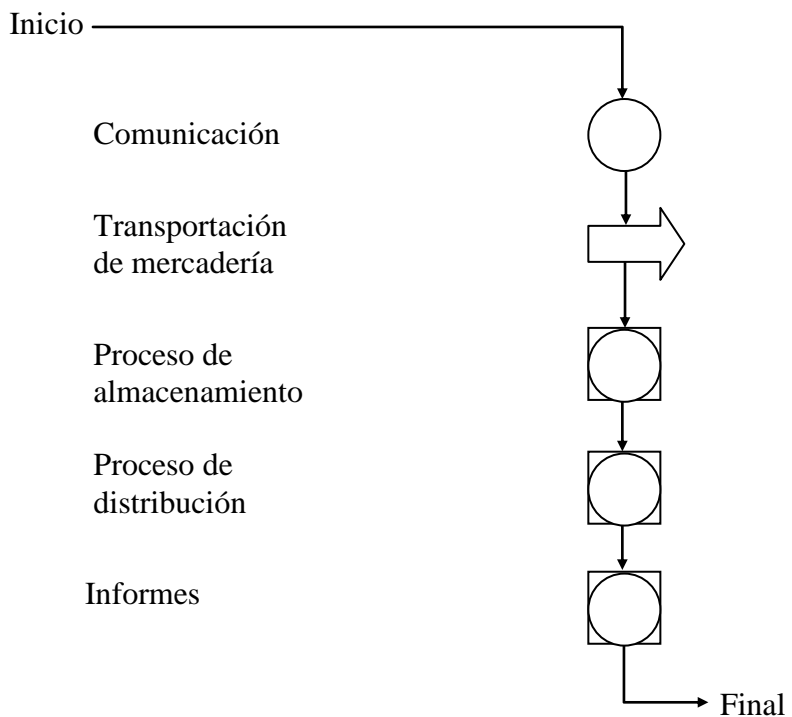 Inicio
Comunicación
Transportación
de mercadería
Proceso de
almacenamiento
Proceso de
distribución
Informes
Final